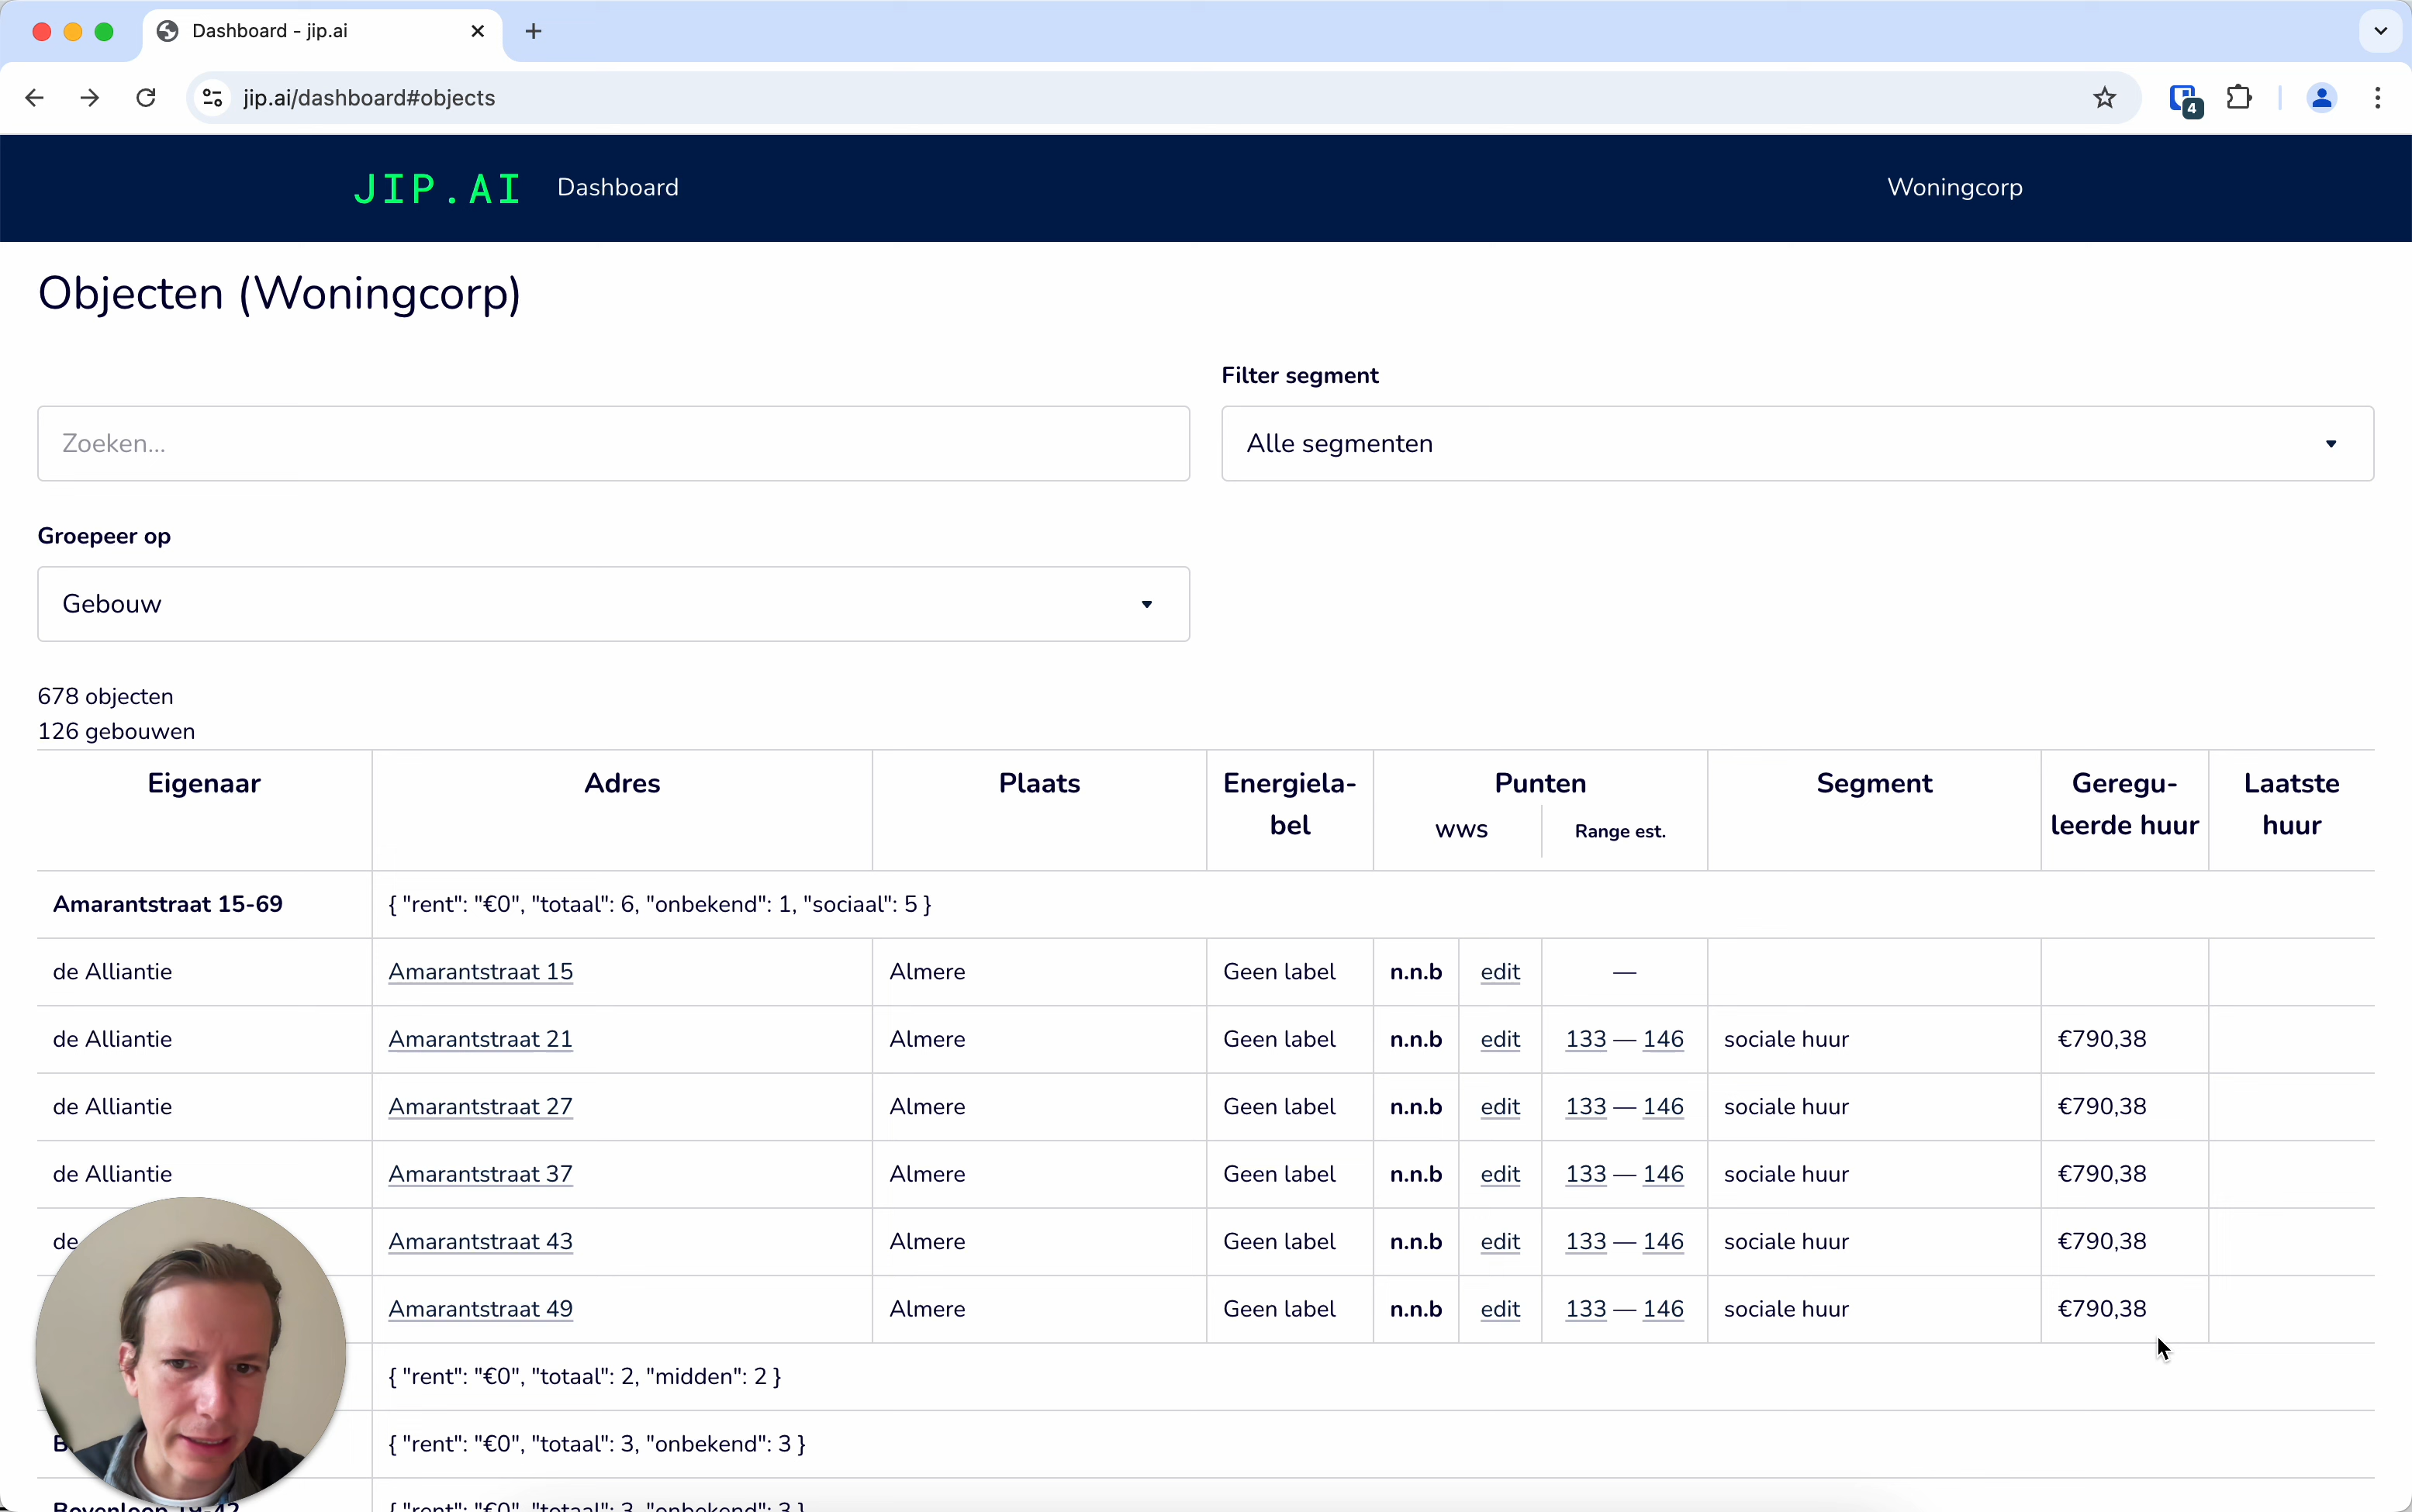 Dashboard - jip.ai
jip.ai/dashboard#objects
4
JIP.AI Dashboard Woningcorp
Objecten (Woningcorp)
Filter segment
Zoeken... Alle segmenten
Groepeer op
Gebouw
678 objecten
126 gebouwen
Eigenaar Adres Plaats Energiela- Punten Segment Geregu- Laatste
bel WWS Range est. leerde huur huur
Amarantstraat 15-69 { "rent": "€0", "totaal": 6, "onbekend": 1, "sociaal": 5 }
de Alliantie Amarantstraat 15 Almere Geen label n.n.b edit —
de Alliantie Amarantstraat 21 Almere Geen label n.n.b edit 133 — 146 sociale huur €790,38
de Alliantie Amarantstraat 27 Almere Geen label n.n.b edit 133 — 146 sociale huur €790,38
de Alliantie Amarantstraat 37 Almere Geen label n.n.b edit 133 — 146 sociale huur €790,38
de Amarantstraat 43 Almere Geen label n.n.b edit 133 — 146 sociale huur €790,38
Amarantstraat 49 Almere Geen label n.n.b edit 133 — 146 sociale huur €790,38
{ "rent": "€0", "totaal": 2, "midden": 2 }
{ "rent": "€0", "totaal": 3, "onbekend": 3 }
{ "rent": "€0", "totaal": 3, "onbekend": 3 }